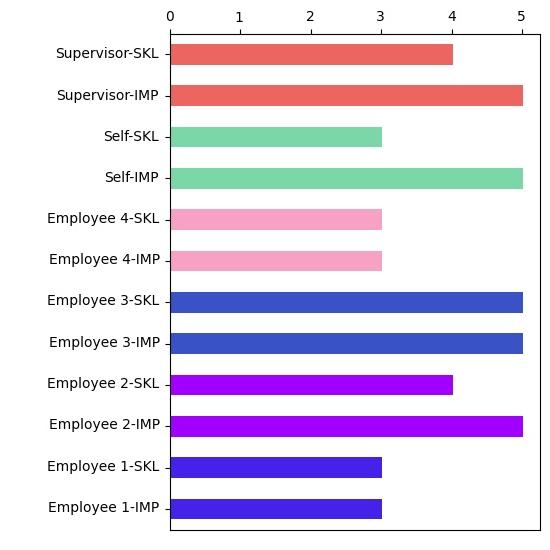 0 1 2 3 4 5
Supervisor-SKL
Supervisor-IMP
Self-SKL
Self-IMP
Employee 4-SKL
Employee 4-IMP
Employee 3-SKL
Employee 3-IMP
Employee 2-SKL
Employee 2-IMP
Employee 1-SKL
Employee 1-IMP